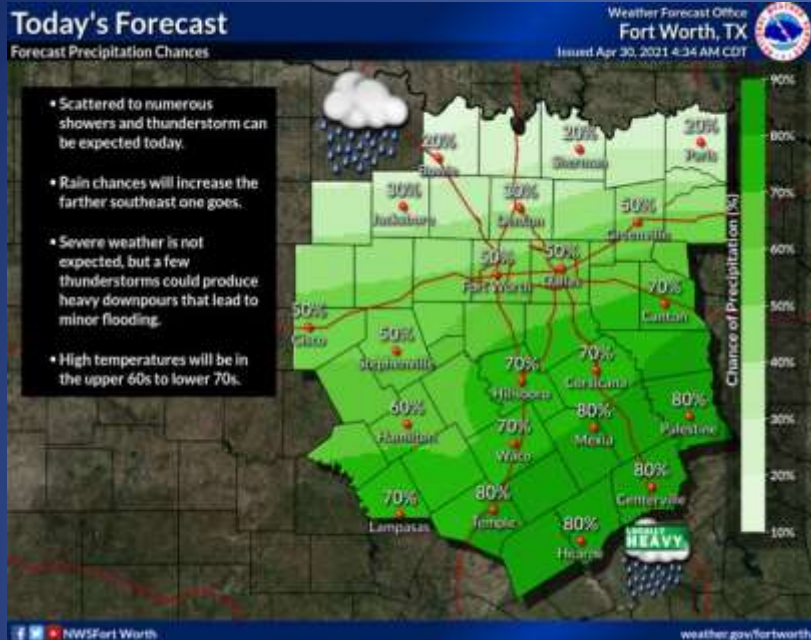 Today's Forecast
Forecast Precipitation Chances
Weather Forecast Office
Fort Worth, TX
Issued Apr 30, 2021 4:34 AM CDT
• Scattered to numerous
showers and thunderstorm can
be expected today.
• Rain chances will increase the
farther southeast one goes.
• Severe weather is not
expected, but a few
thunderstorms could produce
heavy downpours that lead to
minor flooding.
• High temperatures will be in
the upper 60s to lower 70s.
20%
Bowie
20%
Sherman
20%
Paris
30%
Jacksboro
30%
Denton
50%
Greenville
50%
Fort Worth
50%
Dallas
70%
Canton
50%
Cisco
50%
Stephenville
70%
Hillsboro
70%
Corsicana
60%
Hamilton
70%
Waco
80%
Mexia
80%
Palestine
70%
Lampasas
80%
Temple
80%
Hearne
80%
Centerville
LOCALLY
HEAVY
Chance of Precipitation (%)
90%
80%
70%
60%
50%
40%
30%
20%
10%
NWSFort Worth
weather.gov/fortworth